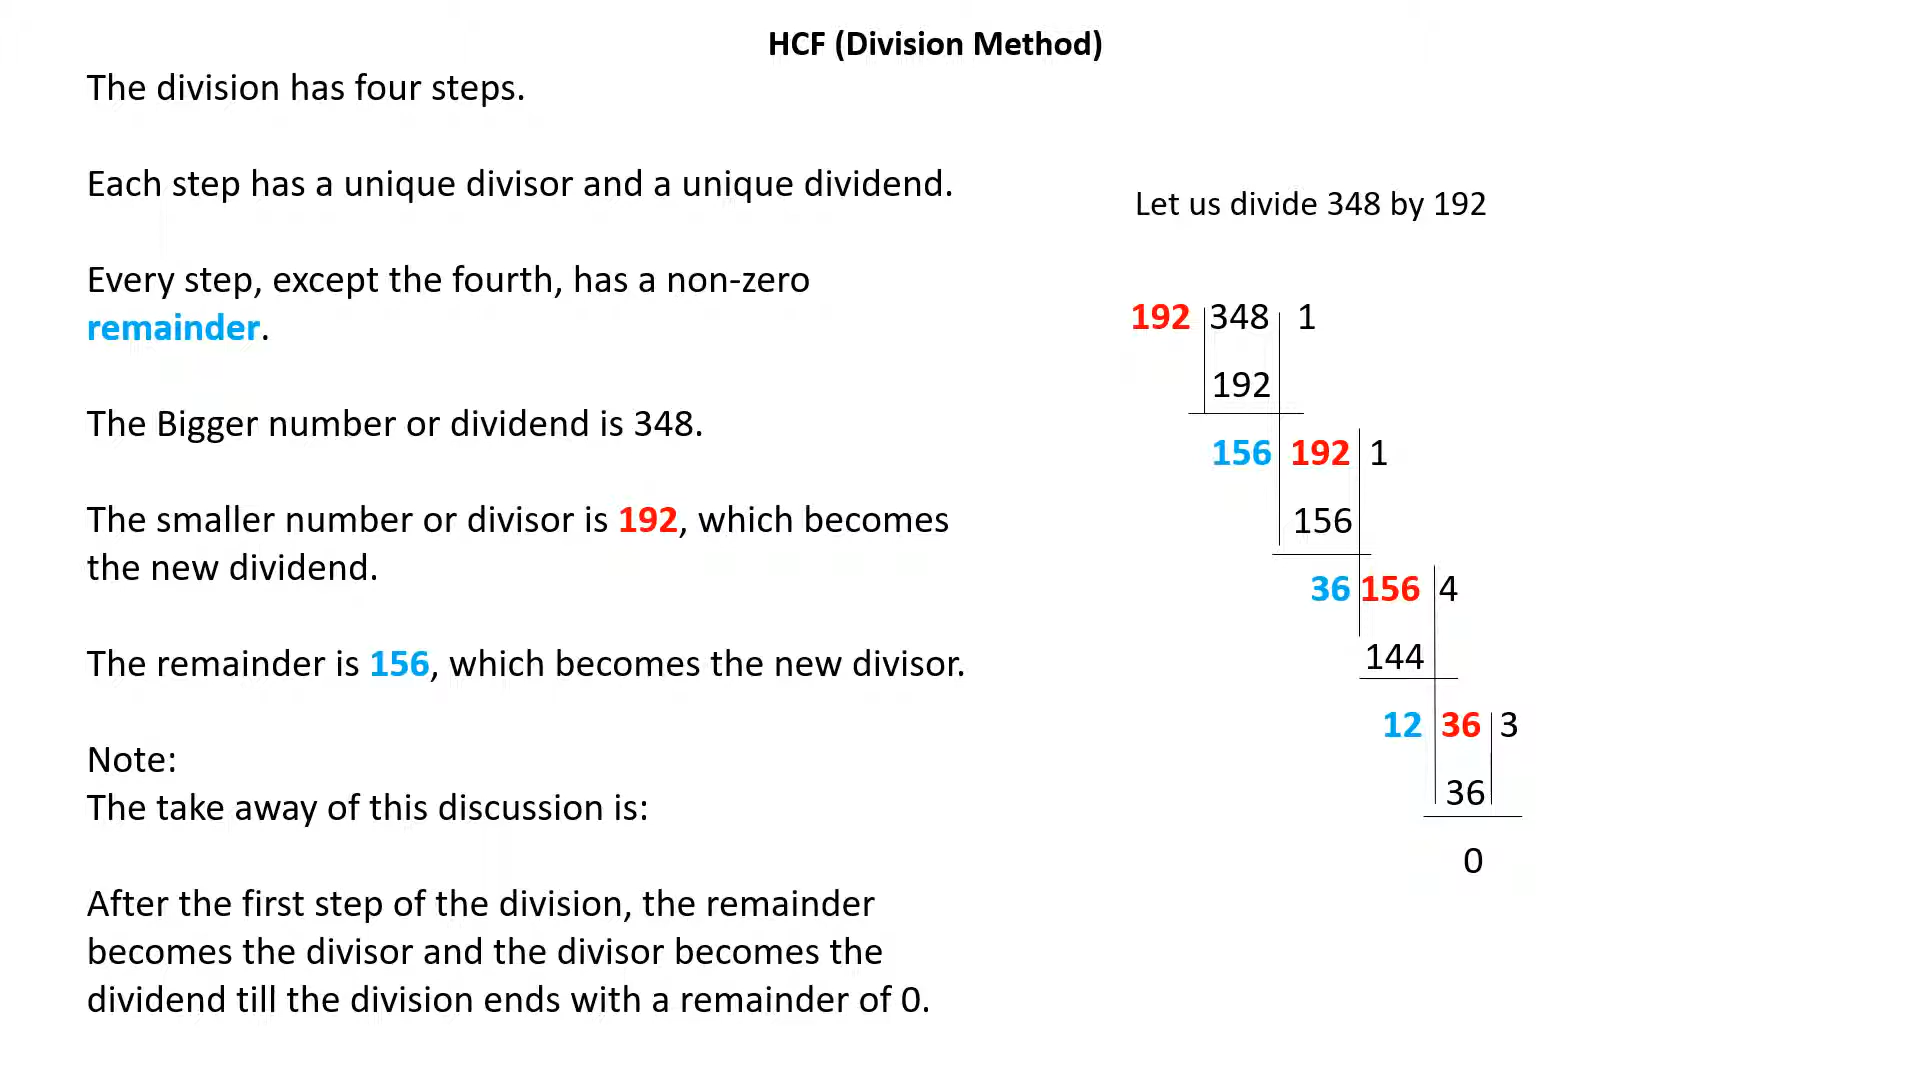 HCF (Division Method)
The division has four steps.
Each step has a unique divisor and a unique dividend.
Every step, except the fourth, has a non-zero
remainder.
The Bigger number or dividend is 348.
The smaller number or divisor is 192, which becomes
the new dividend.
The remainder is 156, which becomes the new divisor.
Note:
The take away of this discussion is:
After the first step of the division, the remainder
becomes the divisor and the divisor becomes the
dividend till the division ends with a remainder of 0.
Let us divide 348 by 192
192 348 1
192
156 192 1
156
36 156 4
144
12 36 3
36
0